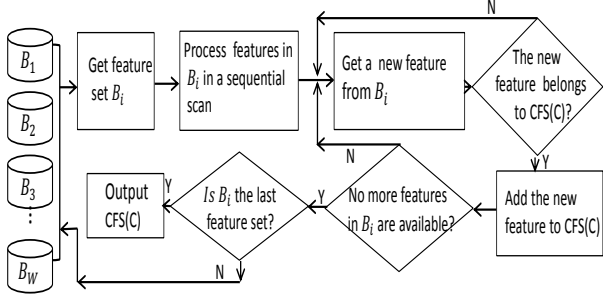 B1
B2
B3
⋮
BW
Get feature
set Bi
Process features in
Bi in a sequential
scan
Get a new feature
from Bi
N
The new
feature belongs
to CFS(C)?
Y
Add the new
feature to CFS(C)
No more features
in Bi are available?
N
Y
Is Bi the last
feature set?
Y
N
Output
CFS(C)